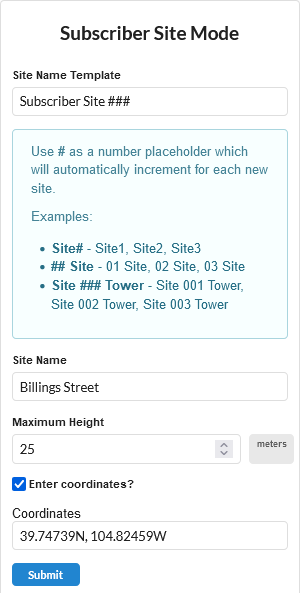 Subscriber Site Mode
Site Name Template
Subscriber Site ###
Use # as a number placeholder which
will automatically increment for each new
site.
Examples:
• Site# - Site1, Site2, Site3
• ## Site - 01 Site, 02 Site, 03 Site
• Site ### Tower - Site 001 Tower,
Site 002 Tower, Site 003 Tower
Site Name
Billings Street
Maximum Height
25
meters
Enter coordinates?
Coordinates
39.74739N, 104.82459W
Submit